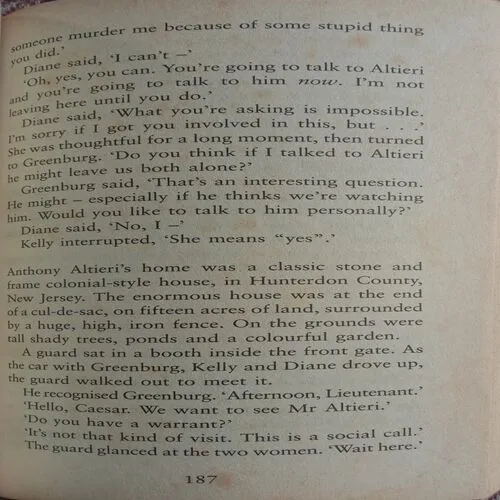 someone murder me because of some stupid thing
you did.'
Diane said, 'I can't –'
'Oh, yes, you can. You're going to talk to Altieri
and you're going to talk to him now. I'm not
leaving here until you do.'
Diane said, 'What you're asking is impossible.
I'm sorry if I got you involved in this, but . . .'
She was thoughtful for a long moment, then turned
to Greenburg. 'Do you think if I talked to Altieri
he might leave us both alone?'
Greenburg said, 'That's an interesting question.
He might – especially if he thinks we're watching
him. Would you like to talk to him personally?'
Diane said, 'No, I –'
Kelly interrupted, 'She means "yes".'
Anthony Altieri's home was a classic stone and
frame colonial-style house, in Hunterdon County,
New Jersey. The enormous house was at the end
of a cul-de-sac, on fifteen acres of land, surrounded
by a huge, high, iron fence. On the grounds were
tall shady trees, ponds and a colourful garden.
A guard sat in a booth inside the front gate. As
the car with Greenburg, Kelly and Diane drove up,
the guard walked out to meet it.
He recognised Greenburg. 'Afternoon, Lieutenant.'
'Hello, Caesar. We want to see Mr Altieri.'
'Do you have a warrant?'
'It's not that kind of visit. This is a social call.'
The guard glanced at the two women. 'Wait here.'
187